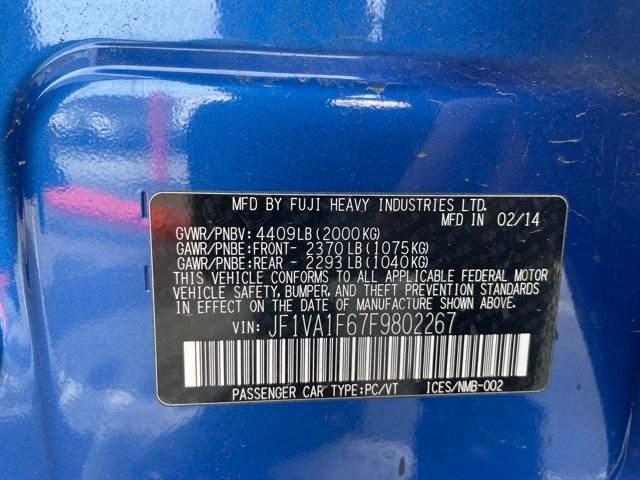 MFD BY FUJI HEAVY INDUSTRIES LTD.
MFD IN 02/14
GVWR/PNBV: 4409LB(2000KG)
GAWR/PNBE:FRONT- 2370LB(1075KG)
GAWR/PNBE:REAR - 2293LB(1040KG)
THIS VEHICLE CONFORMS TO ALL APPLICABLE FEDERAL MOTOR
VEHICLE SAFETY, BUMPER, AND THEFT PREVENTION STANDARDS
IN EFFECT ON THE DATE OF MANUFACTURE SHOWN ABOVE.
VIN: JF1VA1F67F9802267
PASSENGER CAR TYPE:PC/VT ICES/NMB-002